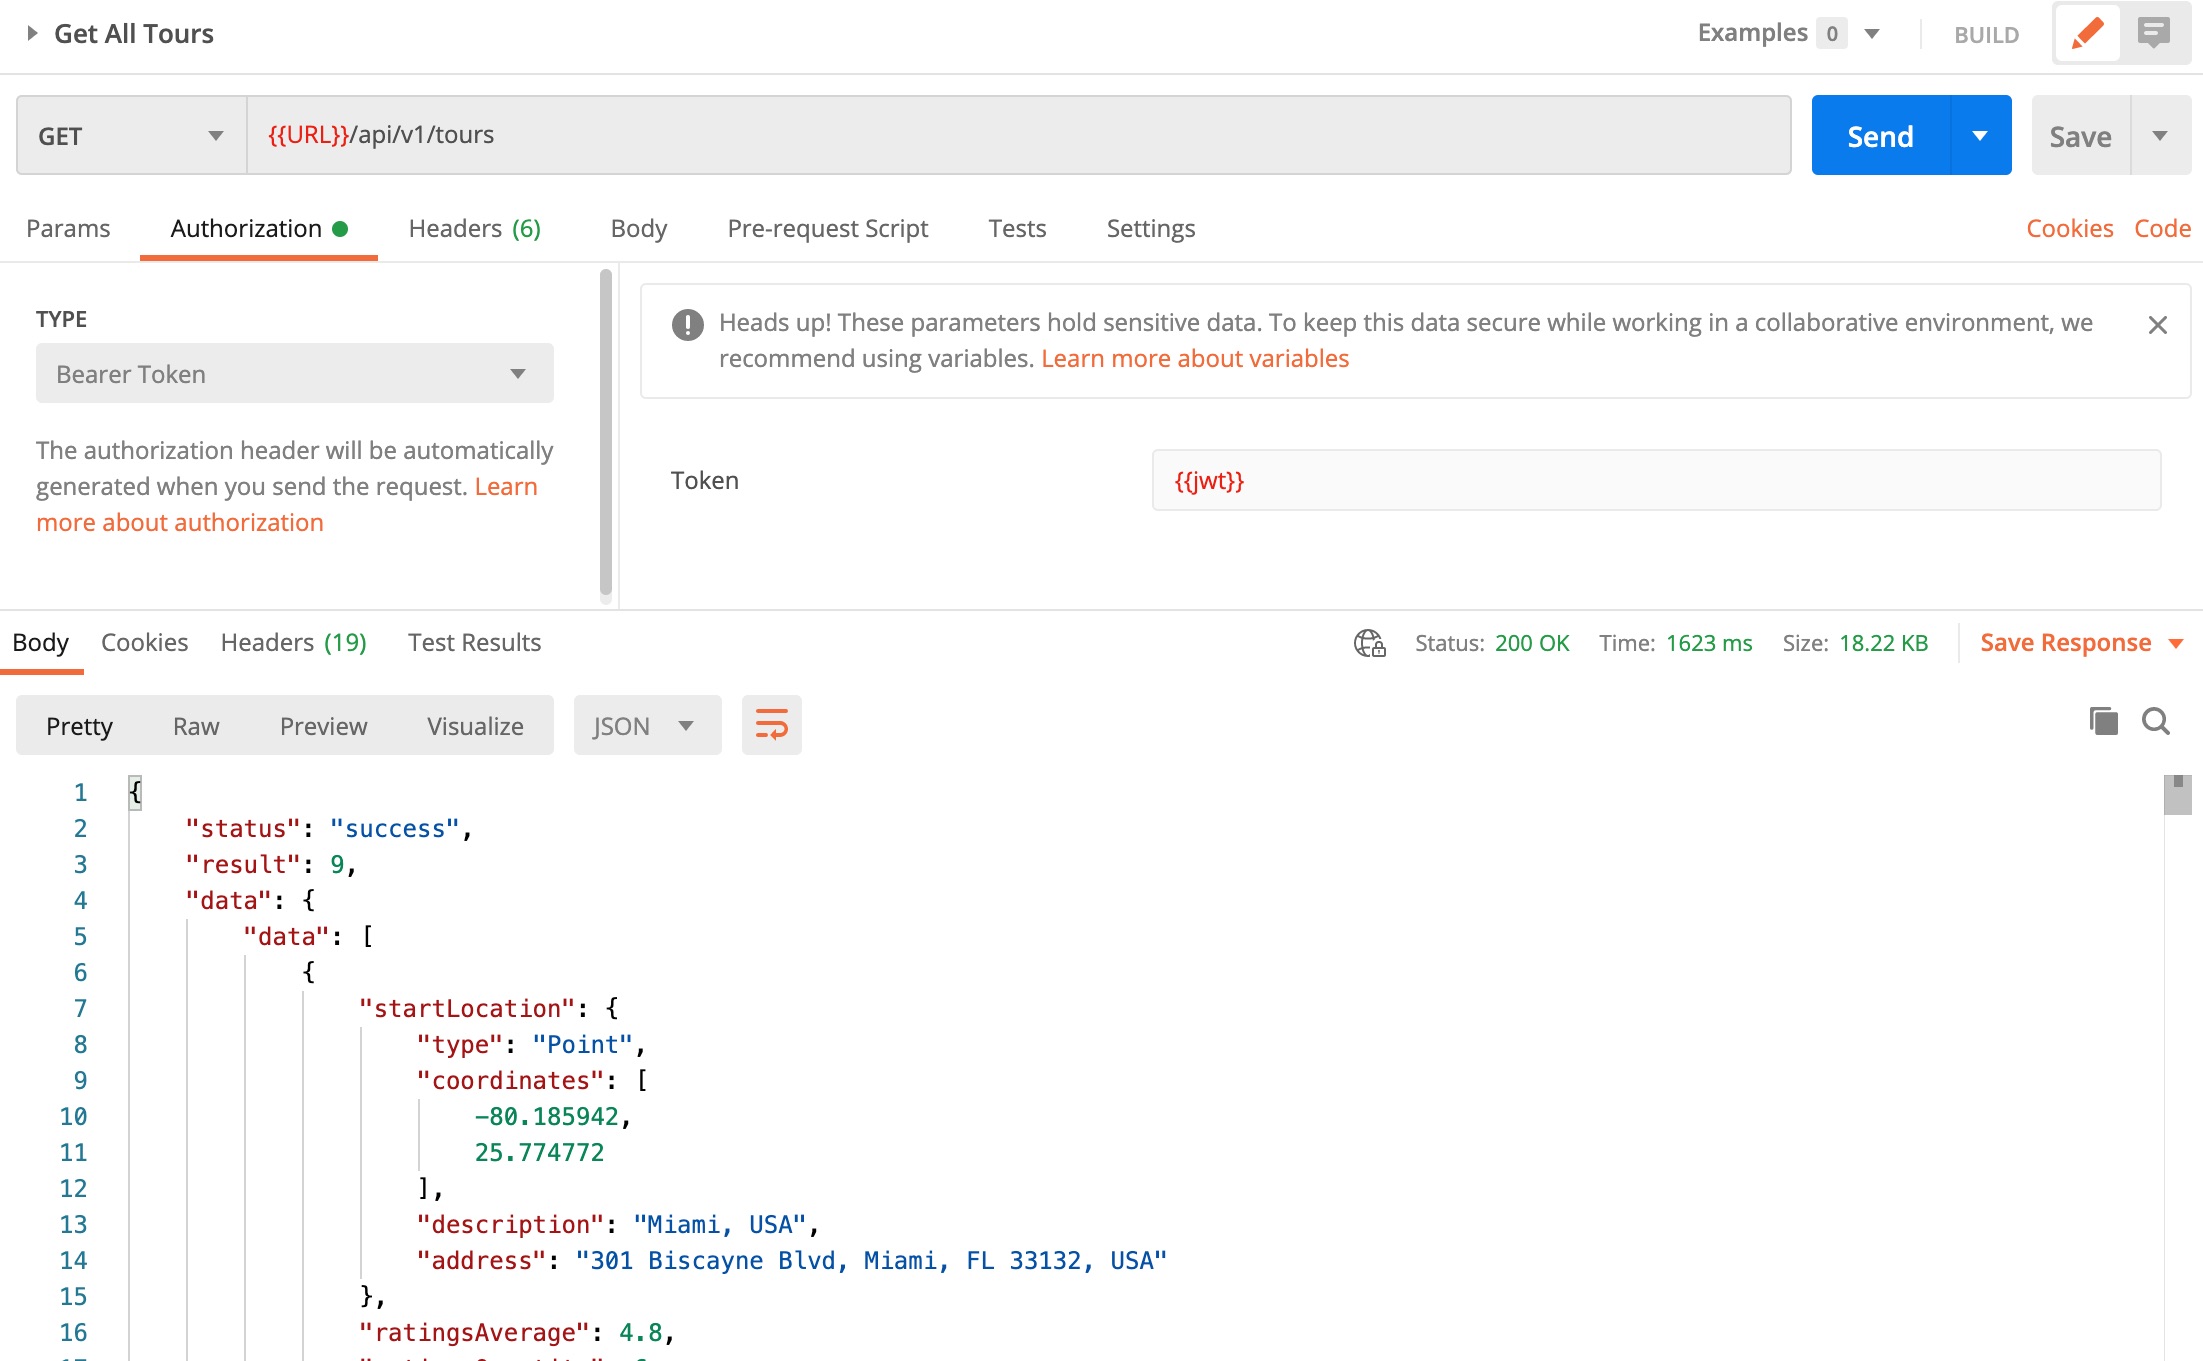 Get All Tours
Examples 0
BUILD
GET
{{URL}}/api/v1/tours
Send
Save
Params Authorization Headers (6) Body Pre-request Script Tests Settings Cookies Code
TYPE
Bearer Token
The authorization header will be automatically
generated when you send the request. Learn
more about authorization
Heads up! These parameters hold sensitive data. To keep this data secure while working in a collaborative environment, we
recommend using variables. Learn more about variables
Token
{{jwt}}
Body Cookies Headers (19) Test Results Status: 200 OK Time: 1623 ms Size: 18.22 KB Save Response
Pretty Raw Preview Visualize JSON
1 {
2 "status": "success",
3 "result": 9,
4 "data": {
5 "data": [
6 {
7 "startLocation": {
8 "type": "Point",
9 "coordinates": [
10 -80.185942,
11 25.774772
12 ],
13 "description": "Miami, USA",
14 "address": "301 Biscayne Blvd, Miami, FL 33132, USA"
15 },
16 "ratingsAverage": 4.8,